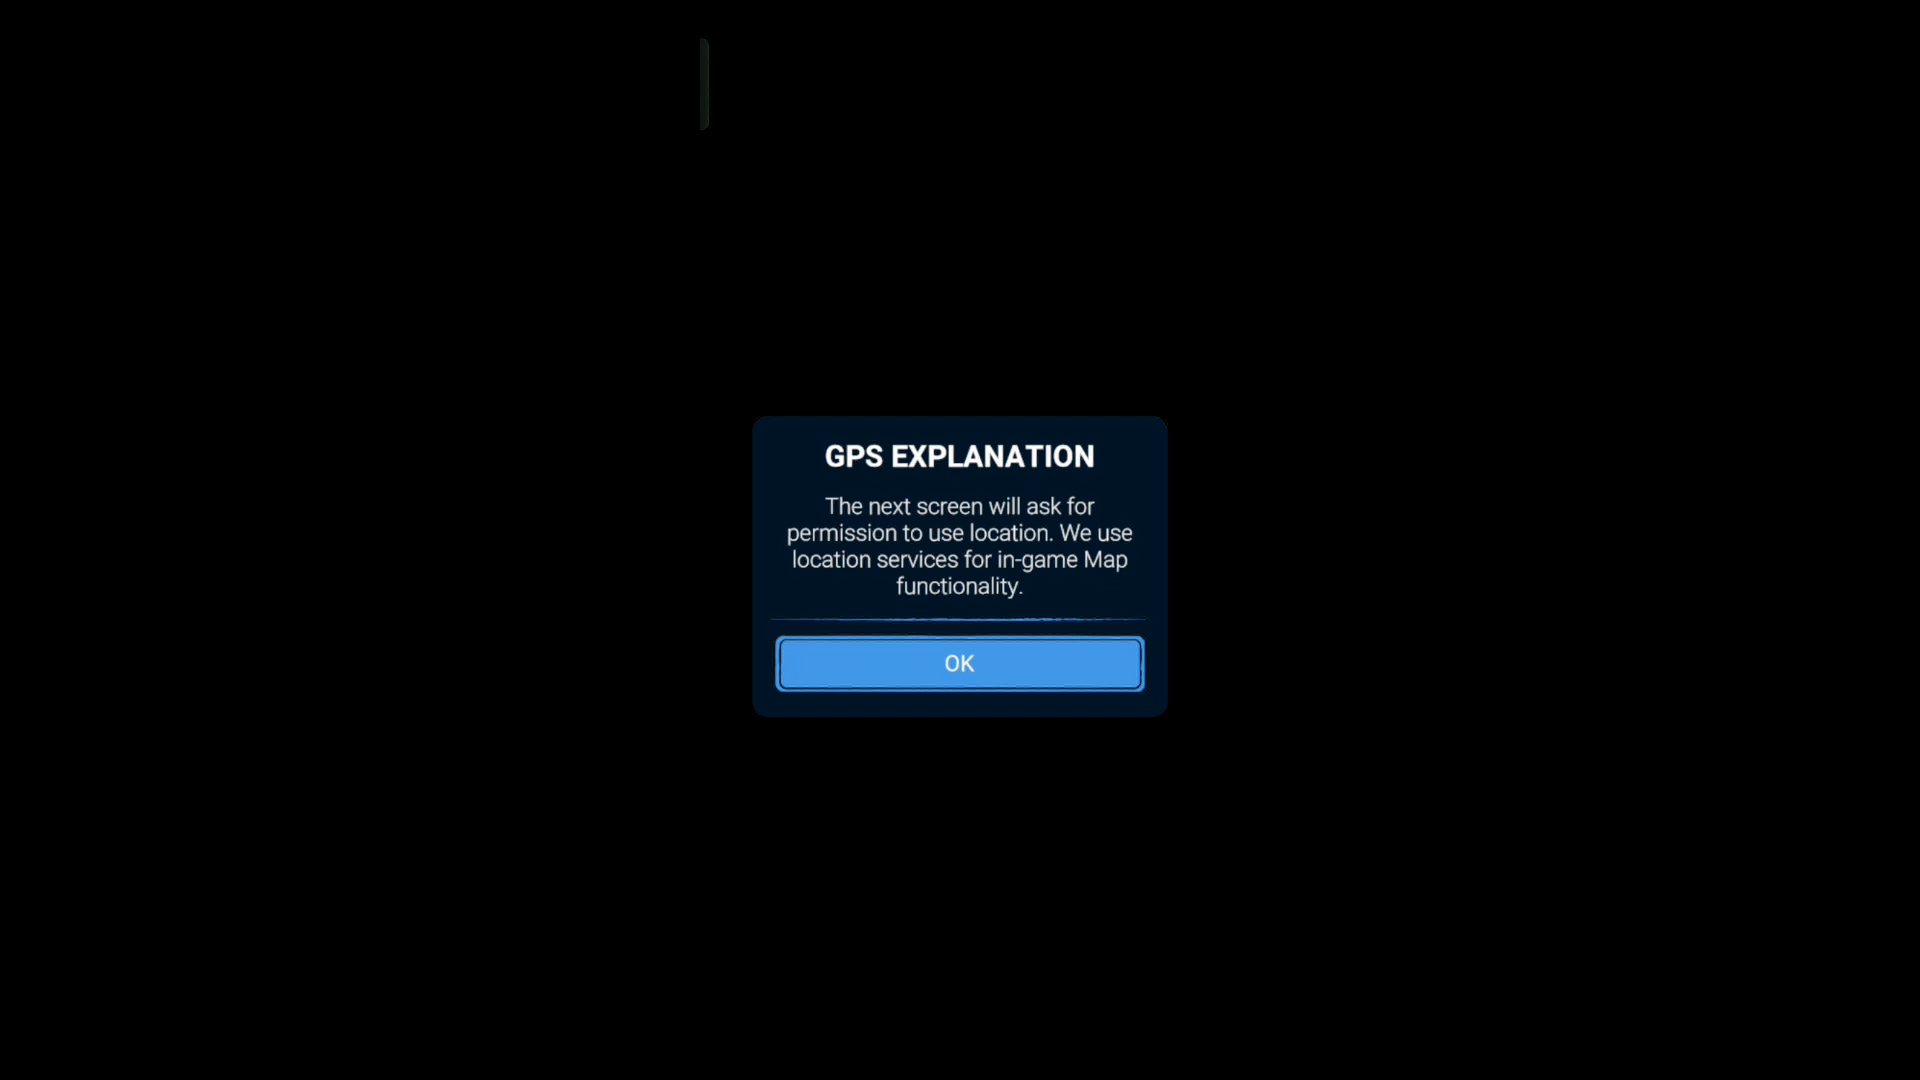 GPS EXPLANATION
The next screen will ask for
permission to use location. We use
location services for in-game Map
functionality.
OK